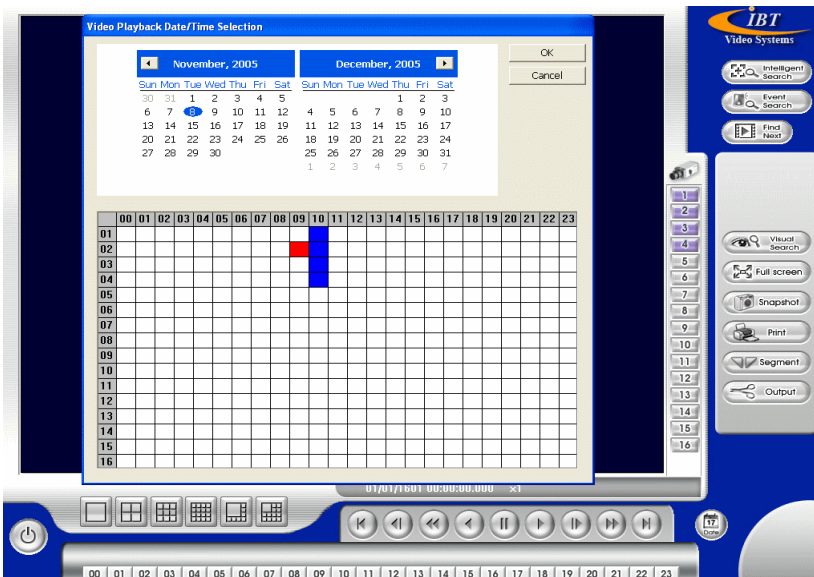 Video Playback Date/Time Selection
November, 2005
December, 2005
Sun Mon Tue Wed Thu Fri Sat
Sun Mon Tue Wed Thu Fri Sat
30 31 1 2 3 4 5
1 2 3
6 7 8 9 10 11 12
4 5 6 7 8 9 10
13 14 15 16 17 18 19
11 12 13 14 15 16 17
20 21 22 23 24 25 26
18 19 20 21 22 23 24
27 28 29 30
25 26 27 28 29 30 31
1 2 3 4 5 6 7
OK
Cancel
00 01 02 03 04 05 06 07 08 09 10 11 12 13 14 15 16 17 18 19 20 21 22 23
01
02
03
04
05
06
07
08
09
10
11
12
13
14
15
16
IBT
Video Systems
Intelligent
Search
Event
Search
Find
Next
1
2
3
4
5
6
7
8
9
10
11
12
13
14
15
16
Visual
Search
Full screen
Snapshot
Print
Segment
Output
01/01/1601 00:00:00.000 ×1
17
Date
00 01 02 03 04 05 06 07 08 09 10 11 12 13 14 15 16 17 18 19 20 21 22 23